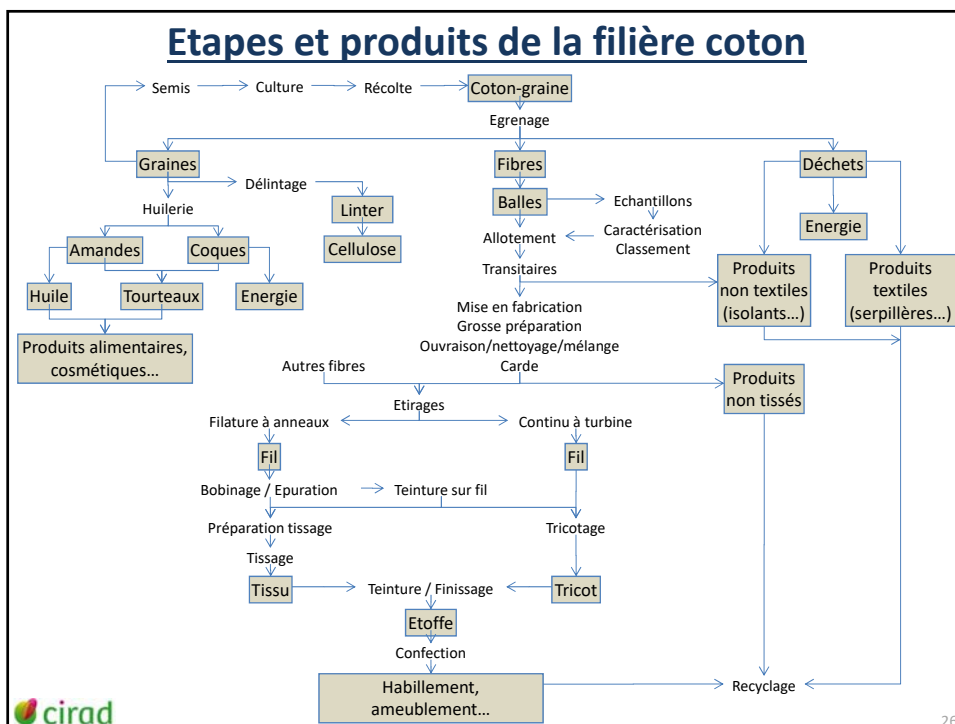 Etapes et produits de la filière coton
Semis
Culture
Récolte
Coton-graine
Egrenage
Graines
Fibres
Déchets
Délintage
Huilerie
Linter
Balles
Echantillons
Energie
Amandes
Coques
Cellulose
Allotement
Caractérisation
Classement
Transitaires
Huile
Tourteaux
Energie
Produits
non textiles
(isolants...)
Produits
textiles
(serpillères...)
Mise en fabrication
Grosse préparation
Ouvraison/nettoyage/mélange
Carde
Produits alimentaires,
cosmétiques...
Autres fibres
Produits
non tissés
Etirages
Filature à anneaux
Continu à turbine
Fil
Fil
Bobinage / Epuration
Teinture sur fil
Préparation tissage
Tricotage
Tissage
Tissu
Teinture / Finissage
Tricot
Etoffe
Confection
Habillement,
ameublement...
Recyclage
cirad
26